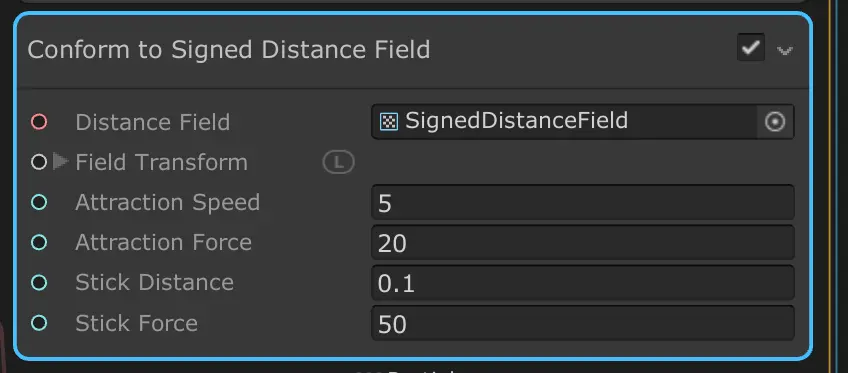 Conform to Signed Distance Field
Distance Field SignedDistanceField
Field Transform L
Attraction Speed 5
Attraction Force 20
Stick Distance 0.1
Stick Force 50